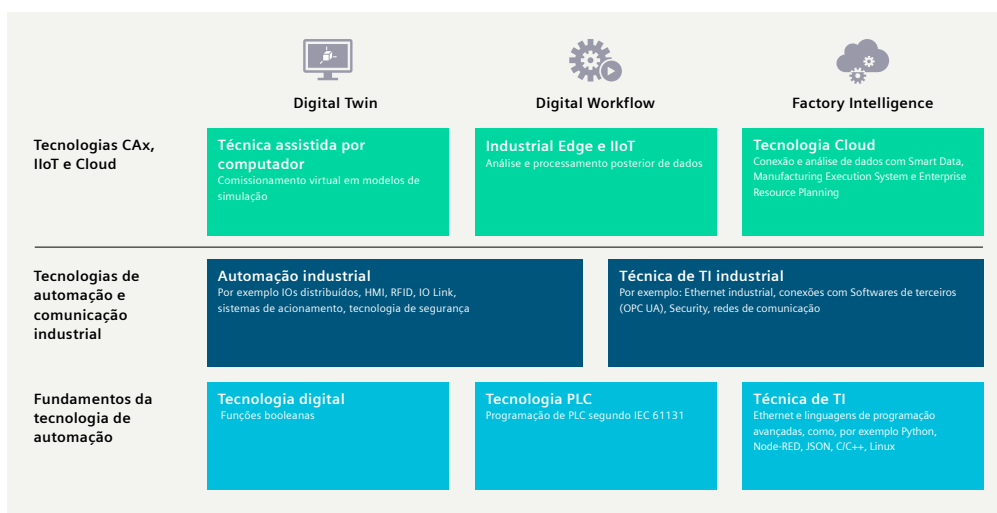 Digital Twin
Digital Workflow
Factory Intelligence
Tecnologias CAx,
IIoT e Cloud
Técnica assistida por
computador
Comissionamento virtual em modelos de
simulação
Industrial Edge e IIoT
Análise e processamento posterior de dados
Tecnologia Cloud
Conexão e análise de dados com Smart Data,
Manufacturing Execution System e Enterprise
Resource Planning
Tecnologias de
automação e
comunicação
industrial
Automação industrial
Por exemplo IOs distribuídos, HMI, RFID, IO Link,
sistemas de acionamento, tecnologia de segurança
Técnica de TI industrial
Por exemplo: Ethernet industrial, conexões com Softwares de terceiros
(OPC UA), Security, redes de comunicação
Fundamentos da
tecnologia de
automação
Tecnologia digital
Funções booleanas
Tecnologia PLC
Programação de PLC segundo IEC 61131
Técnica de TI
Ethernet e linguagens de programação
avançadas, como, por exemplo Python,
Node-RED, JSON, C/C++, Linux